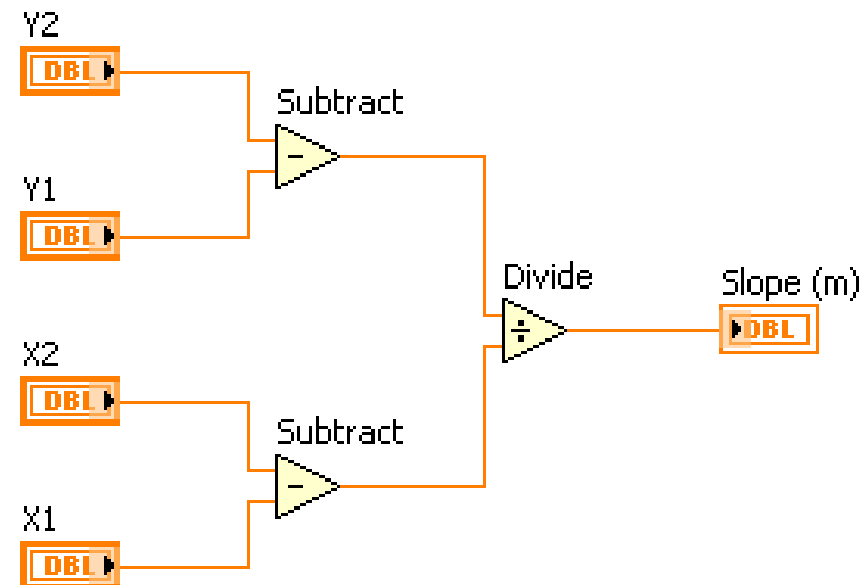 Y2
DBL
Subtract
-
Y1
DBL
Divide
÷
Slope (m)
DBL
X2
DBL
Subtract
-
X1
DBL